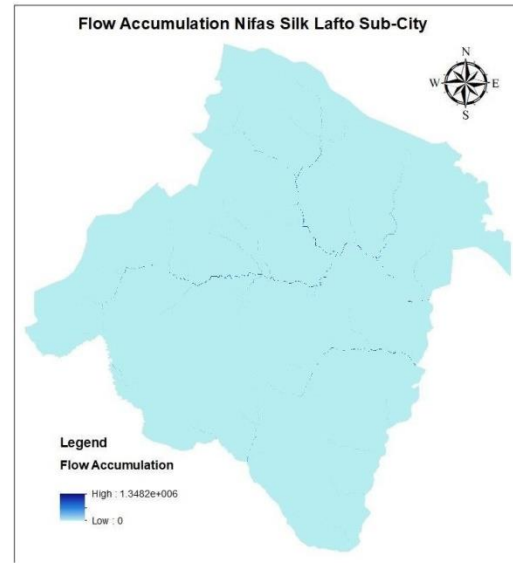 Flow Accumulation Nifas Silk Lafto Sub-City
N
W E
S
Legend
Flow Accumulation
High : 1.3482e+006
Low : 0